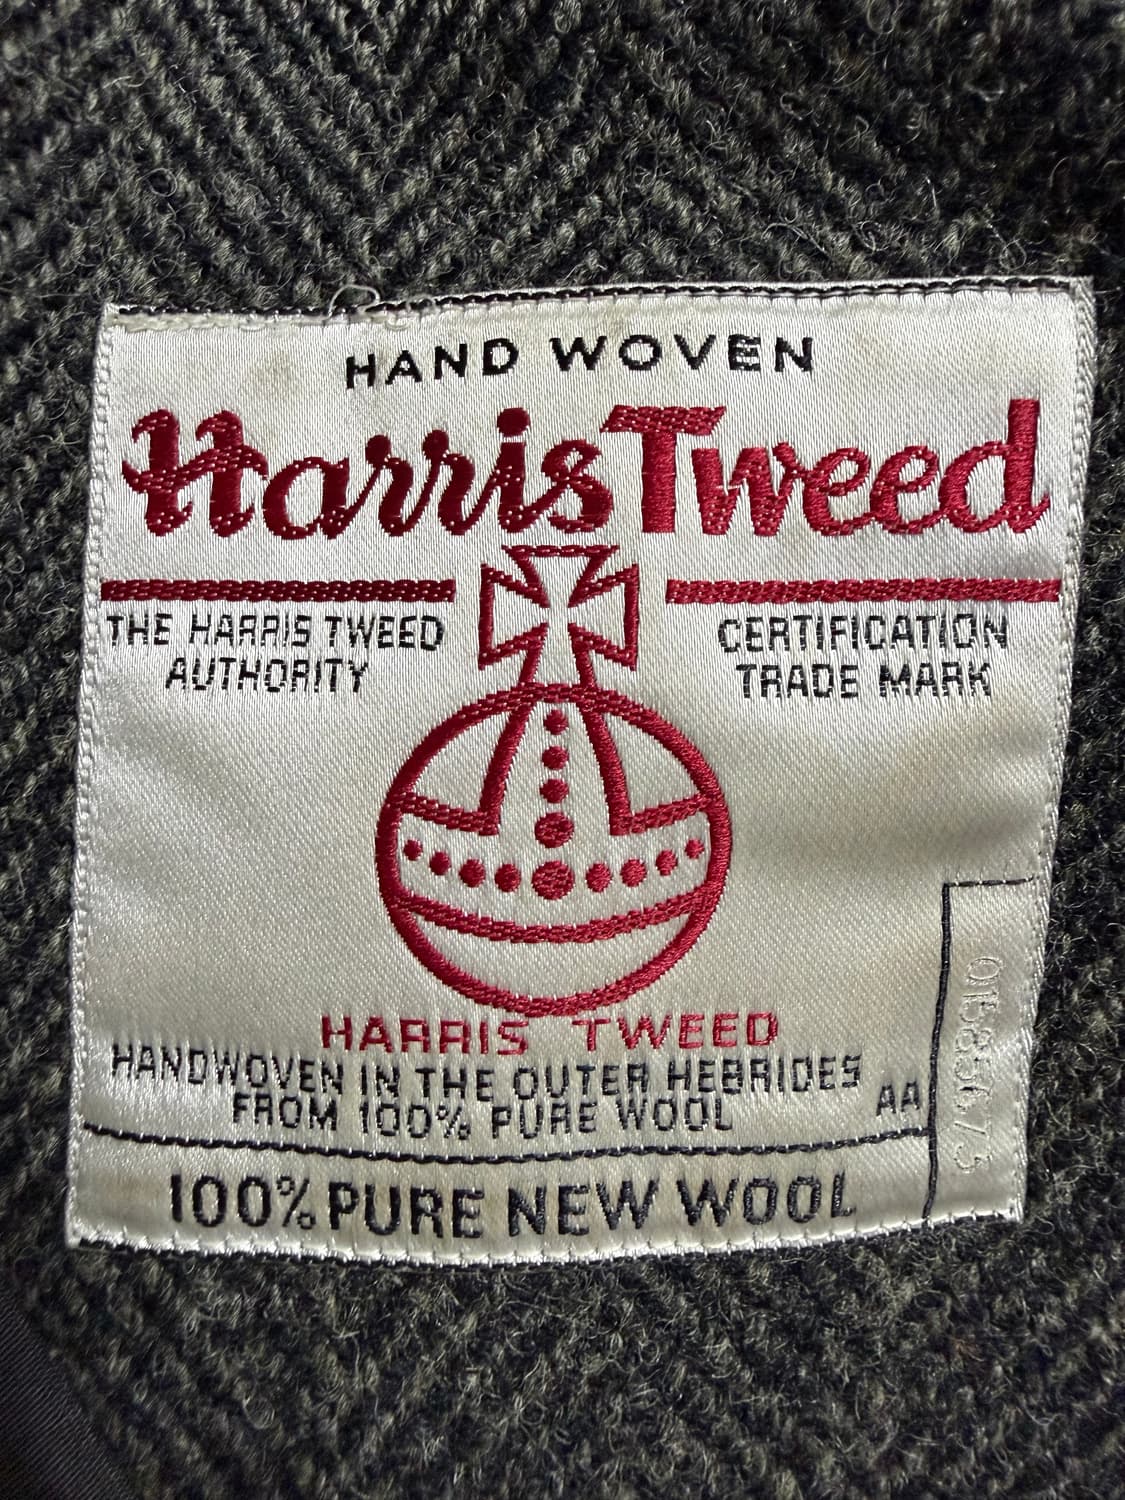 HAND WOVEN
Harris Tweed
THE HARRIS TWEED
AUTHORITY
CERTIFICATION
TRADE MARK
HARRIS TWEED
HANDWOVEN IN THE OUTER HEBRIDES
FROM 100% PURE WOOL
AA
100% PURE NEW WOOL